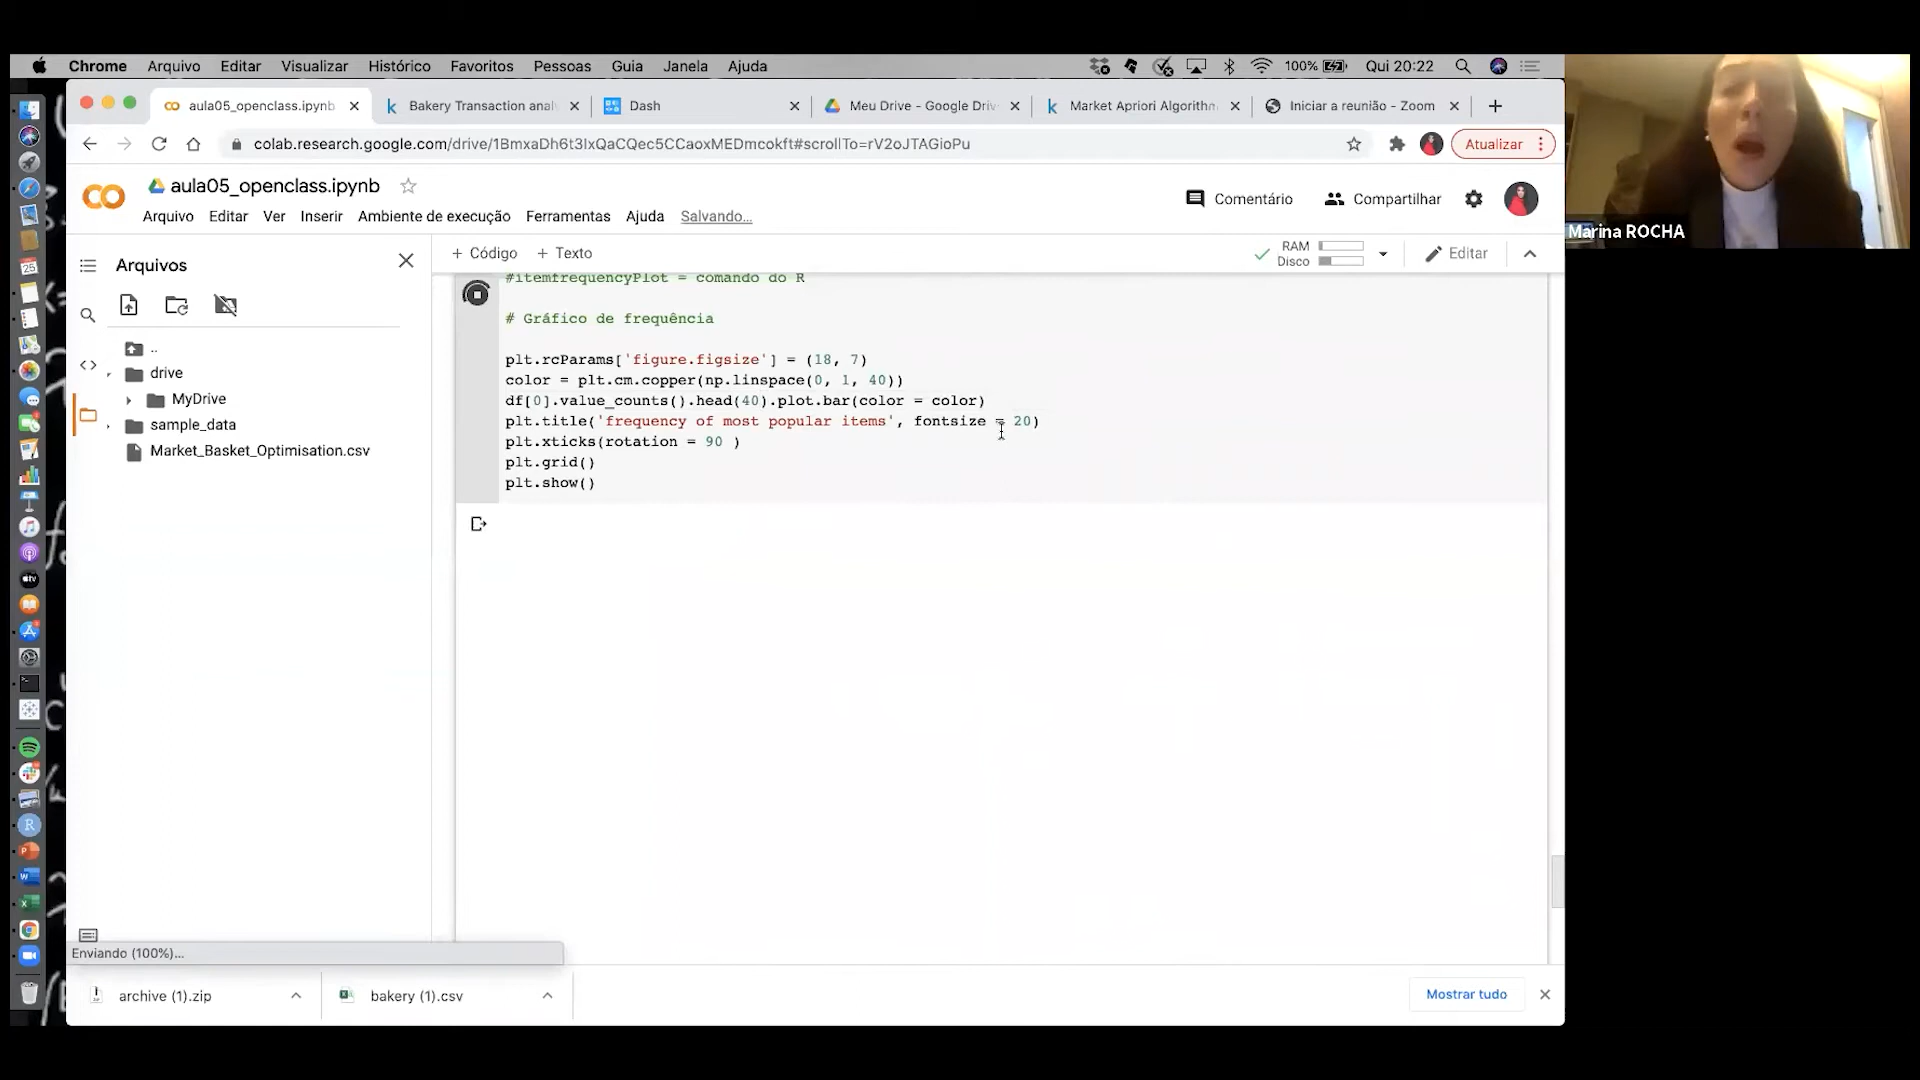 Chrome Arquivo Editar Visualizar Histórico Favoritos Pessoas Guia Janela Ajuda 100% Qui 20:22
aula05_openclass.ipynb Bakery Transaction anal Dash Meu Drive - Google Driv Market Apriori Algorithm Iniciar a reunião - Zoom
colab.research.google.com/drive/1BmxaDh6t3IxQaCQec5CCaoxMEDmcokft#scrollTo=rV2oJTAGioPu Atualizar
aula05_openclass.ipynb
Comentário Compartilhar
Arquivo Editar Ver Inserir Ambiente de execução Ferramentas Ajuda Salvando...
Marina ROCHA
Arquivos
+ Código + Texto
RAM
Disco
Editar
..
drive
MyDrive
sample_data
Market_Basket_Optimisation.csv
#itemfrequencyPlot = comando do R
# Gráfico de frequência
plt.rcParams['figure.figsize'] = (18, 7)
color = plt.cm.copper(np.linspace(0, 1, 40))
df[0].value_counts().head(40).plot.bar(color = color)
plt.title('frequency of most popular items', fontsize = 20)
plt.xticks(rotation = 90 )
plt.grid()
plt.show()
Enviando (100%)...
archive (1).zip bakery (1).csv Mostrar tudo